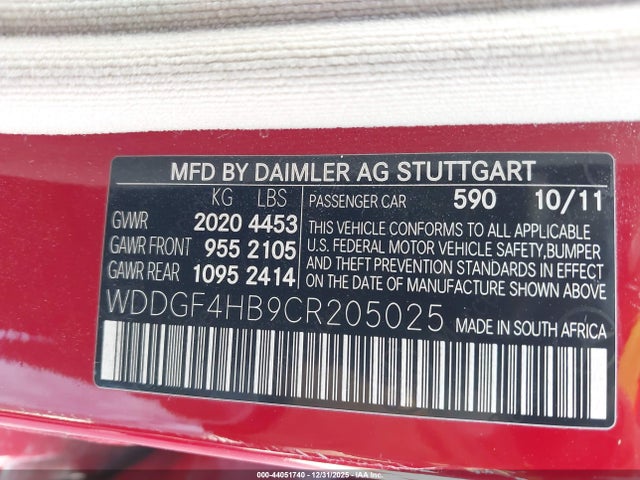 MFD BY DAIMLER AG STUTTGART
KG LBS
GVWR 2020 4453
GAWR FRONT 955 2105
GAWR REAR 1095 2414
PASSENGER CAR 590 10/11
THIS VEHICLE CONFORMS TO ALL APPLICABLE
U.S. FEDERAL MOTOR VEHICLE SAFETY,BUMPER
AND THEFT PREVENTION STANDARDS IN EFFECT
ON THE DATE OF MANUFACTURE SHOWN ABOVE
WDDGF4HB9CR205025 MADE IN SOUTH AFRICA
000-44051740 - 12/31/2025 - IAAI.COM